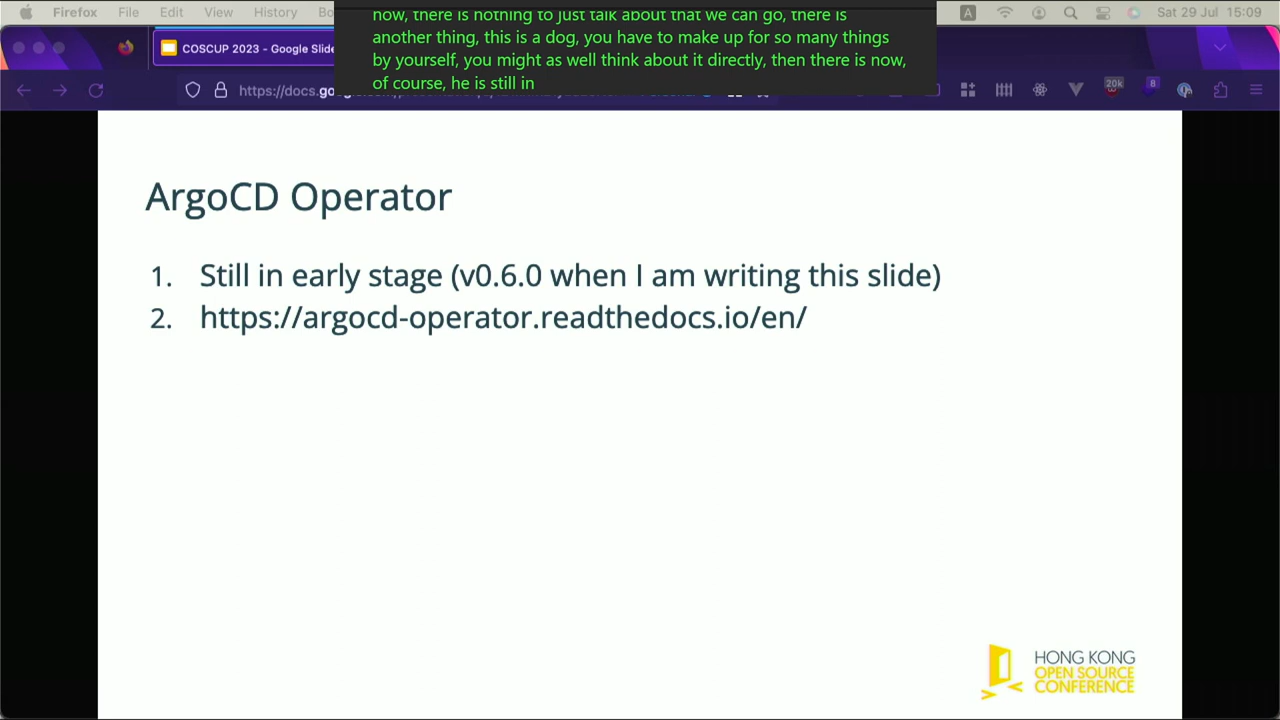 Firefox File Edit View History Bo
now, there is nothing to just talk about that we can go, there is
another thing, this is a dog, you have to make up for so many things
by yourself, you might as well think about it directly, then there is now,
of course, he is still in
A Sat 29 Jul 15:09
COSCUP 2023 - Google Slide
https://docs.go
20k 8
ArgoCD Operator
1. Still in early stage (v0.6.0 when I am writing this slide)
2. https://argocd-operator.readthedocs.io/en/
HONG KONG
OPEN SOURCE
CONFERENCE